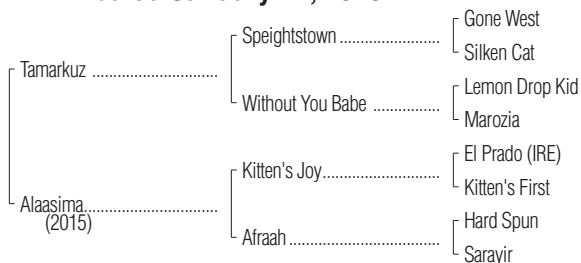 Gone West
Speightstown
Silken Cat
Tamarkuz
Lemon Drop Kid
Without You Babe
Marozia
El Prado (IRE)
Kitten's Joy
Kitten's First
Alaasima
(2015)
Hard Spun
Afraah
Sarayir